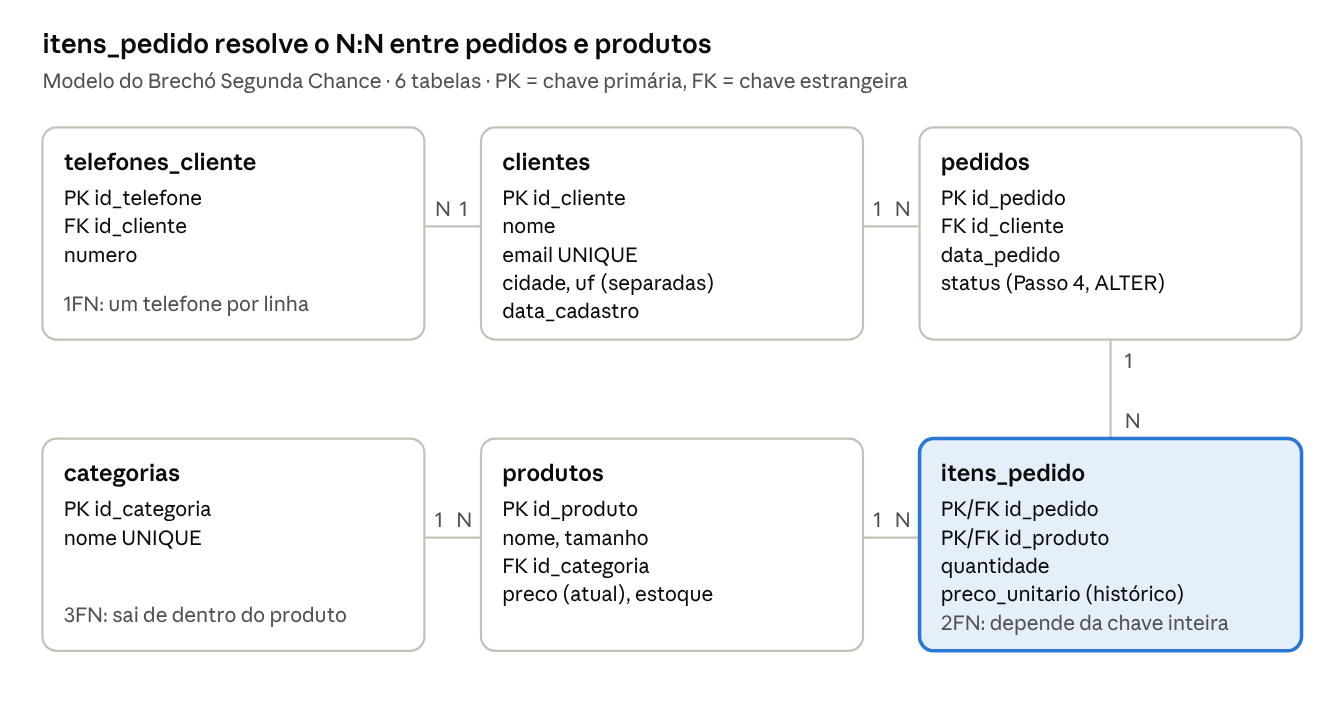 itens_pedido resolve o N:N entre pedidos e produtos
Modelo do Brechó Segunda Chance · 6 tabelas · PK = chave primária, FK = chave estrangeira
telefones_cliente
PK id_telefone
FK id_cliente
numero
1FN: um telefone por linha
N 1
clientes
PK id_cliente
nome
email UNIQUE
cidade, uf (separadas)
data_cadastro
1 N
pedidos
PK id_pedido
FK id_cliente
data_pedido
status (Passo 4, ALTER)
1
N
categorias
PK id_categoria
nome UNIQUE
3FN: sai de dentro do produto
1 N
produtos
PK id_produto
nome, tamanho
FK id_categoria
preco (atual), estoque
1 N
itens_pedido
PK/FK id_pedido
PK/FK id_produto
quantidade
preco_unitario (histórico)
2FN: depende da chave inteira